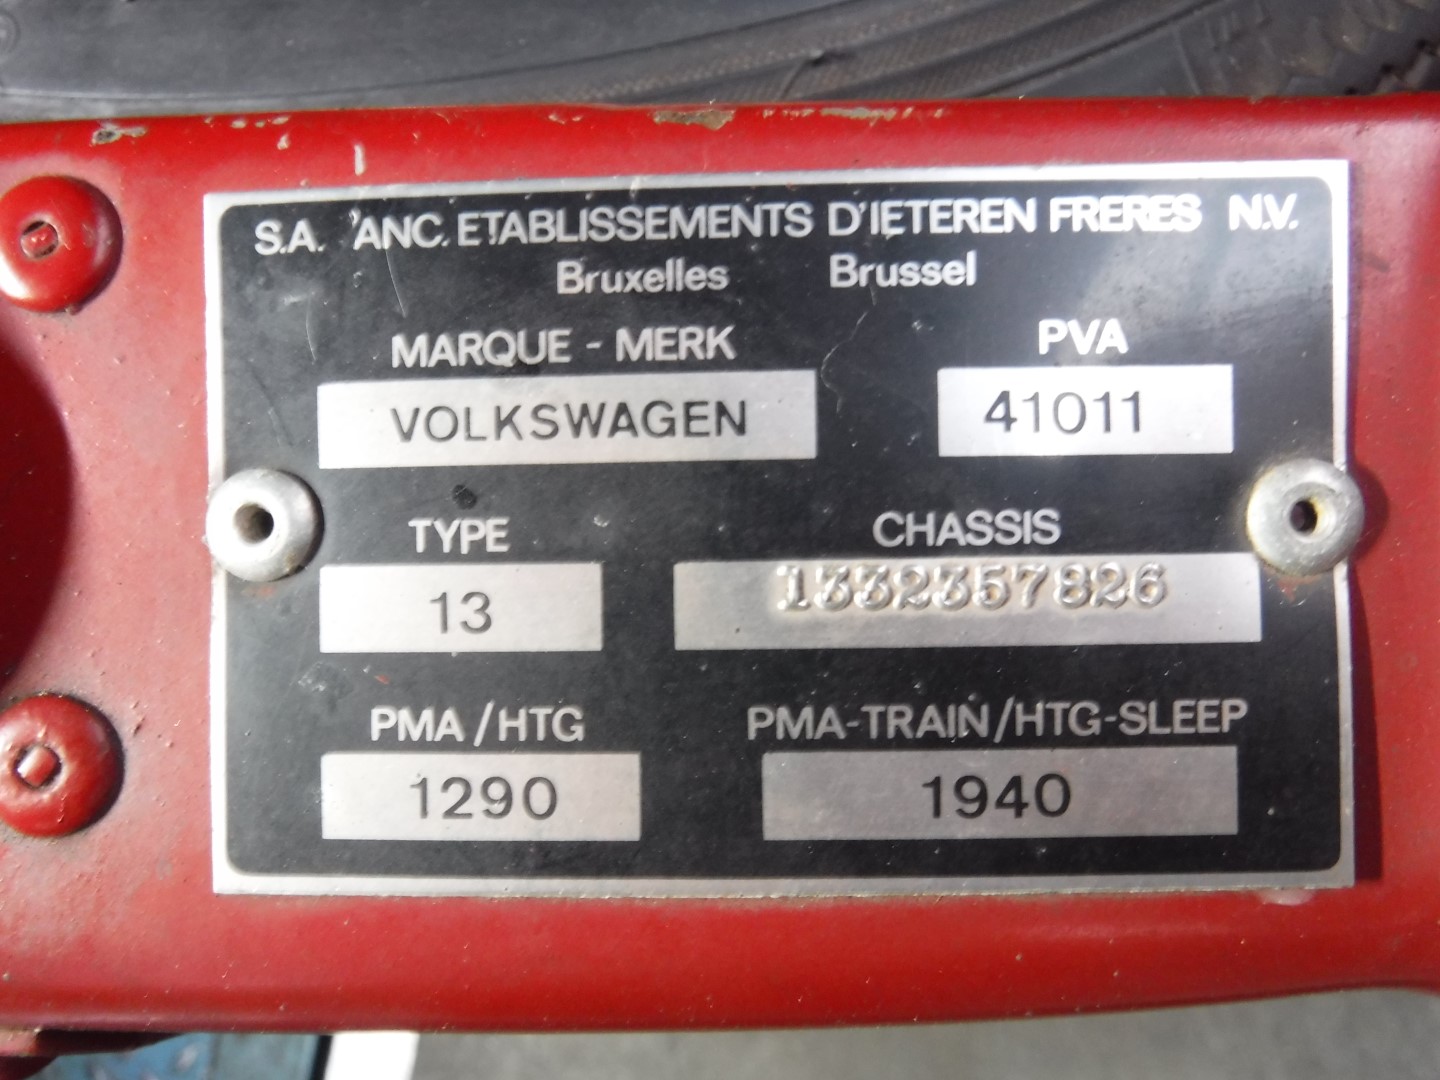 S.A. 'ANC. ETABLISSEMENTS D'IETEREN FRERES N.V.
Bruxelles Brussel
MARQUE - MERK PVA
VOLKSWAGEN 41011
TYPE CHASSIS
13 1332357826
PMA/HTG PMA-TRAIN/HTG-SLEEP
1290 1940